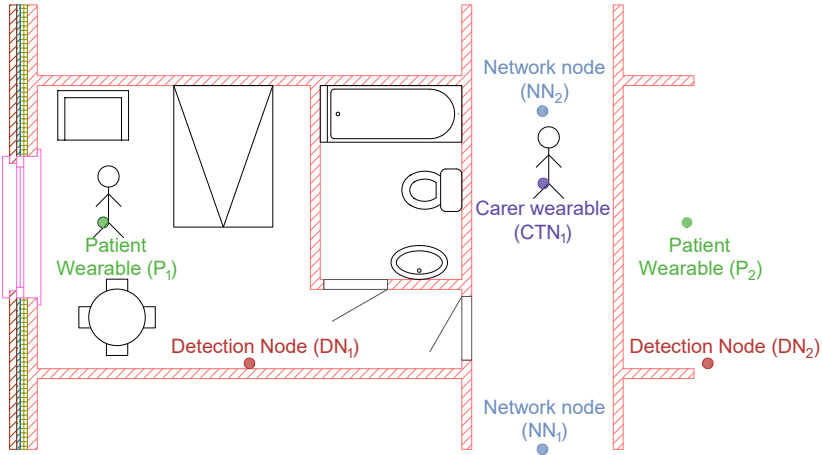 Network node
(NN₂)
Carer wearable
(CTN₁)
Patient
Wearable (P₁)
Patient
Wearable (P₂)
Detection Node (DN₁)
Detection Node (DN₂)
Network node
(NN₁)